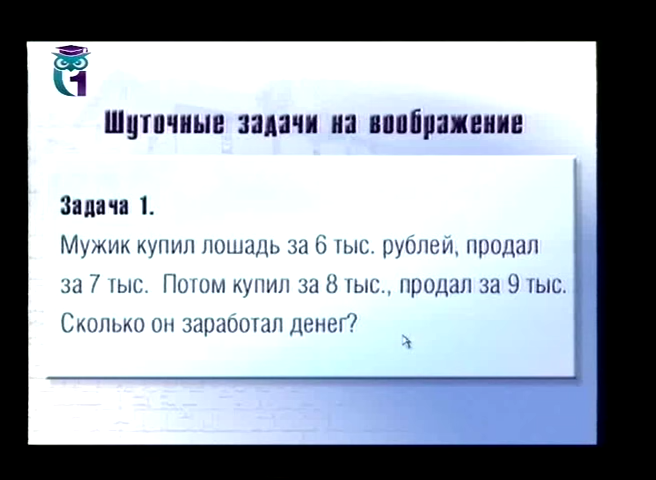 1
Шуточные задачи на воображение
Задача 1.
Мужик купил лошадь за 6 тыс. рублей, продал
за 7 тыс. Потом купил за 8 тыс., продал за 9 тыс.
Сколько он заработал денег?